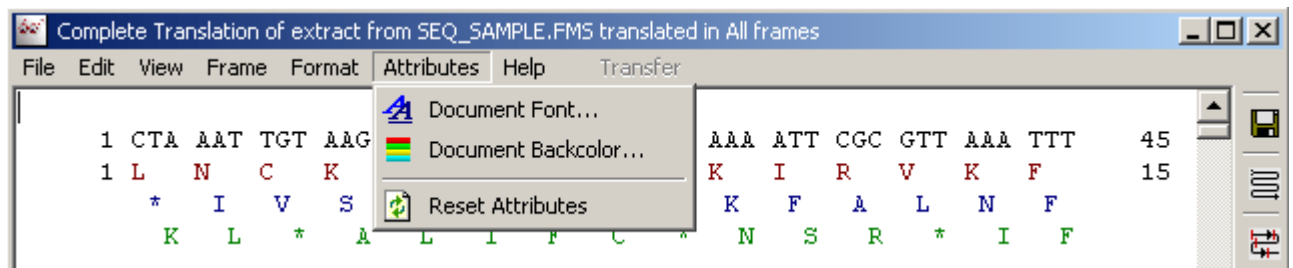 Complete Translation of extract from SEQ_SAMPLE.FMS translated in All frames
File Edit View Frame Format Attributes Help Transfer
Document Font...
Document Backcolor...
Reset Attributes
1 CTA AAT TGT AAG AAA ATT CGC GTT AAA TTT 45
1 L N C K K I R V K F 15
* I V S K F A L N F
K L * A L I F C * N S R * I F